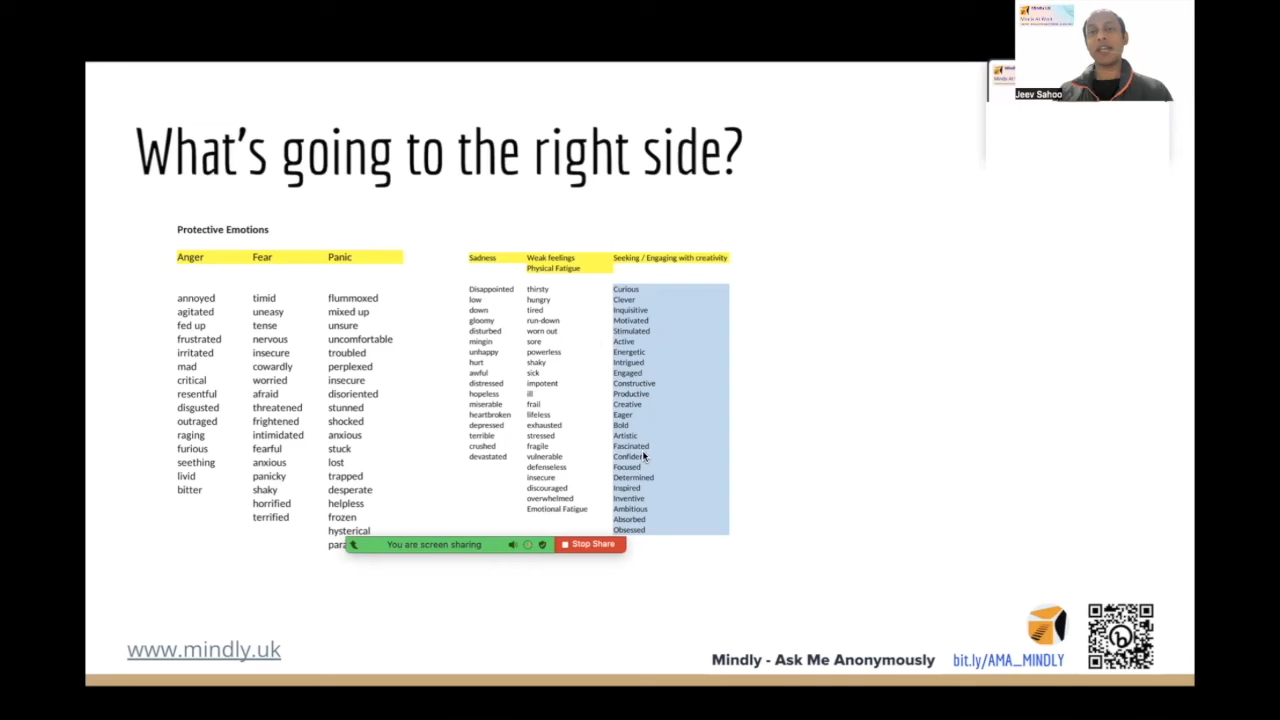 Mindly UK
Minds At Work
Jeev Sahoo
What's going to the right side?
Protective Emotions
Anger Fear Panic
annoyed timid flummoxed
agitated uneasy mixed up
fed up tense unsure
frustrated nervous uncomfortable
irritated insecure troubled
mad cowardly perplexed
critical worried insecure
resentful afraid disoriented
disgusted threatened stunned
outraged frightened shocked
raging intimidated anxious
furious fearful stuck
seething anxious lost
livid panicky trapped
bitter shaky desperate
horrified helpless
terrified frozen
hysterical
para
Sadness Weak feelings Seeking / Engaging with creativity
Physical Fatigue
Disappointed thirsty Curious
low hungry Clever
down tired Inquisitive
gloomy run-down Motivated
disturbed worn out Stimulated
mingin sore Active
unhappy powerless Energetic
hurt shaky Intrigued
awful sick Engaged
distressed impotent Constructive
hopeless ill Productive
miserable frail Creative
heartbroken lifeless Eager
depressed exhausted Bold
terrible stressed Artistic
crushed fragile Fascinated
devastated vulnerable Confiden
defenseless Focused
insecure Determined
discouraged Inspired
overwhelmed Inventive
Emotional Fatigue Ambitious
Absorbed
Obsessed
You are screen sharing Stop Share
www.mindly.uk
Mindly - Ask Me Anonymously bit.ly/AMA_MINDLY